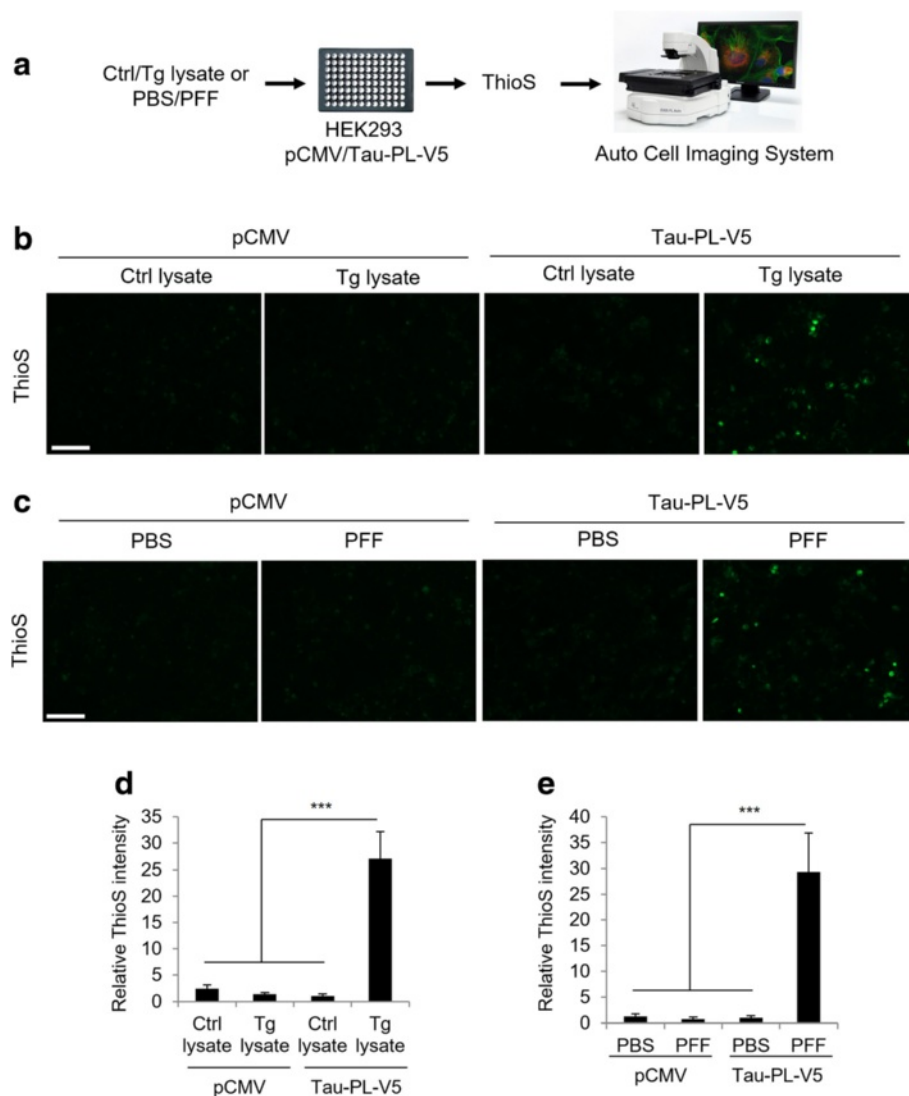 a
Ctrl/Tg lysate or
PBS/PFF
HEK293
pCMV/Tau-PL-V5
ThioS
Auto Cell Imaging System
b
pCMV
Tau-PL-V5
Ctrl lysate
Tg lysate
Ctrl lysate
Tg lysate
ThioS
c
pCMV
Tau-PL-V5
PBS
PFF
PBS
PFF
ThioS
d
Relative ThioS intensity
35
30
25
20
15
10
5
0
***
Ctrl lysate
Tg lysate
Ctrl lysate
Tg lysate
pCMV
Tau-PL-V5
e
Relative ThioS intensity
40
35
30
25
20
15
10
5
0
***
PBS
PFF
PBS
PFF
pCMV
Tau-PL-V5